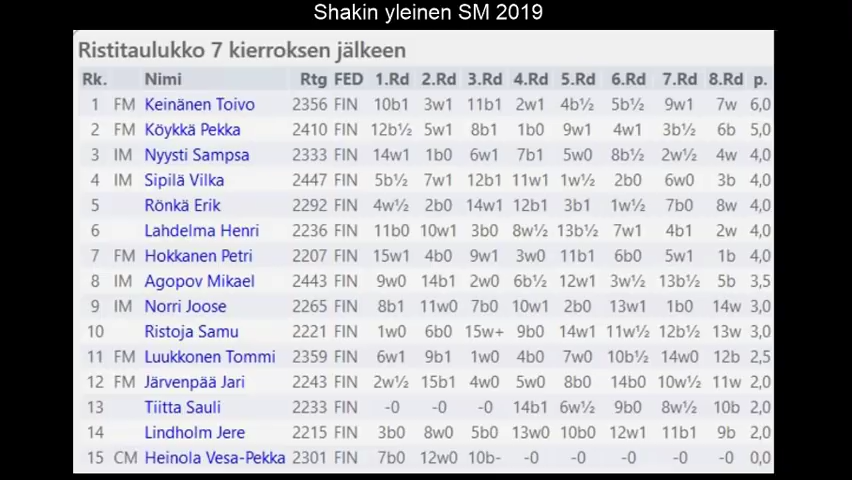 Shakin yleinen SM 2019
Ristitaulukko 7 kierroksen jälkeen
Rk. Nimi Rtg FED 1.Rd 2.Rd 3.Rd 4.Rd 5.Rd 6.Rd 7.Rd 8.Rd p.
1 FM Keinänen Toivo 2356 FIN 10b1 3w1 11b1 2w1 4b½ 5b½ 9w1 7w 6,0
2 FM Köykkä Pekka 2410 FIN 12b½ 5w1 8b1 1b0 9w1 4w1 3b½ 6b 5,0
3 IM Nyysti Sampsa 2333 FIN 14w1 1b0 6w1 7b1 5w0 8b½ 2w½ 4w 4,0
4 IM Sipilä Vilka 2447 FIN 5b½ 7w1 12b1 11w1 1w½ 2b0 6w0 3b 4,0
5 Rönkä Erik 2292 FIN 4w½ 2b0 14w1 12b1 3b1 1w½ 7b0 8w 4,0
6 Lahdelma Henri 2236 FIN 11b0 10w1 3b0 8w½ 13b½ 7w1 4b1 2w 4,0
7 FM Hokkanen Petri 2207 FIN 15w1 4b0 9w1 3w0 11b1 6b0 5w1 1b 4,0
8 IM Agopov Mikael 2443 FIN 9w0 14b1 2w0 6b½ 12w1 3w½ 13b½ 5b 3,5
9 IM Norri Joose 2265 FIN 8b1 11w0 7b0 10w1 2b0 13w1 1b0 14w 3,0
10 Ristoja Samu 2221 FIN 1w0 6b0 15w+ 9b0 14w1 11w½ 12b½ 13w 3,0
11 FM Luukkonen Tommi 2359 FIN 6w1 9b1 1w0 4b0 7w0 10b½ 14w0 12b 2,5
12 FM Järvenpää Jari 2243 FIN 2w½ 15b1 4w0 5w0 8b0 14b0 10w½ 11w 2,0
13 Tiitta Sauli 2233 FIN -0 -0 -0 14b1 6w½ 9b0 8w½ 10b 2,0
14 Lindholm Jere 2215 FIN 3b0 8w0 5b0 13w0 10b0 12w1 11b1 9b 2,0
15 CM Heinola Vesa-Pekka 2301 FIN 7b0 12w0 10b- -0 -0 -0 -0 -0 0,0